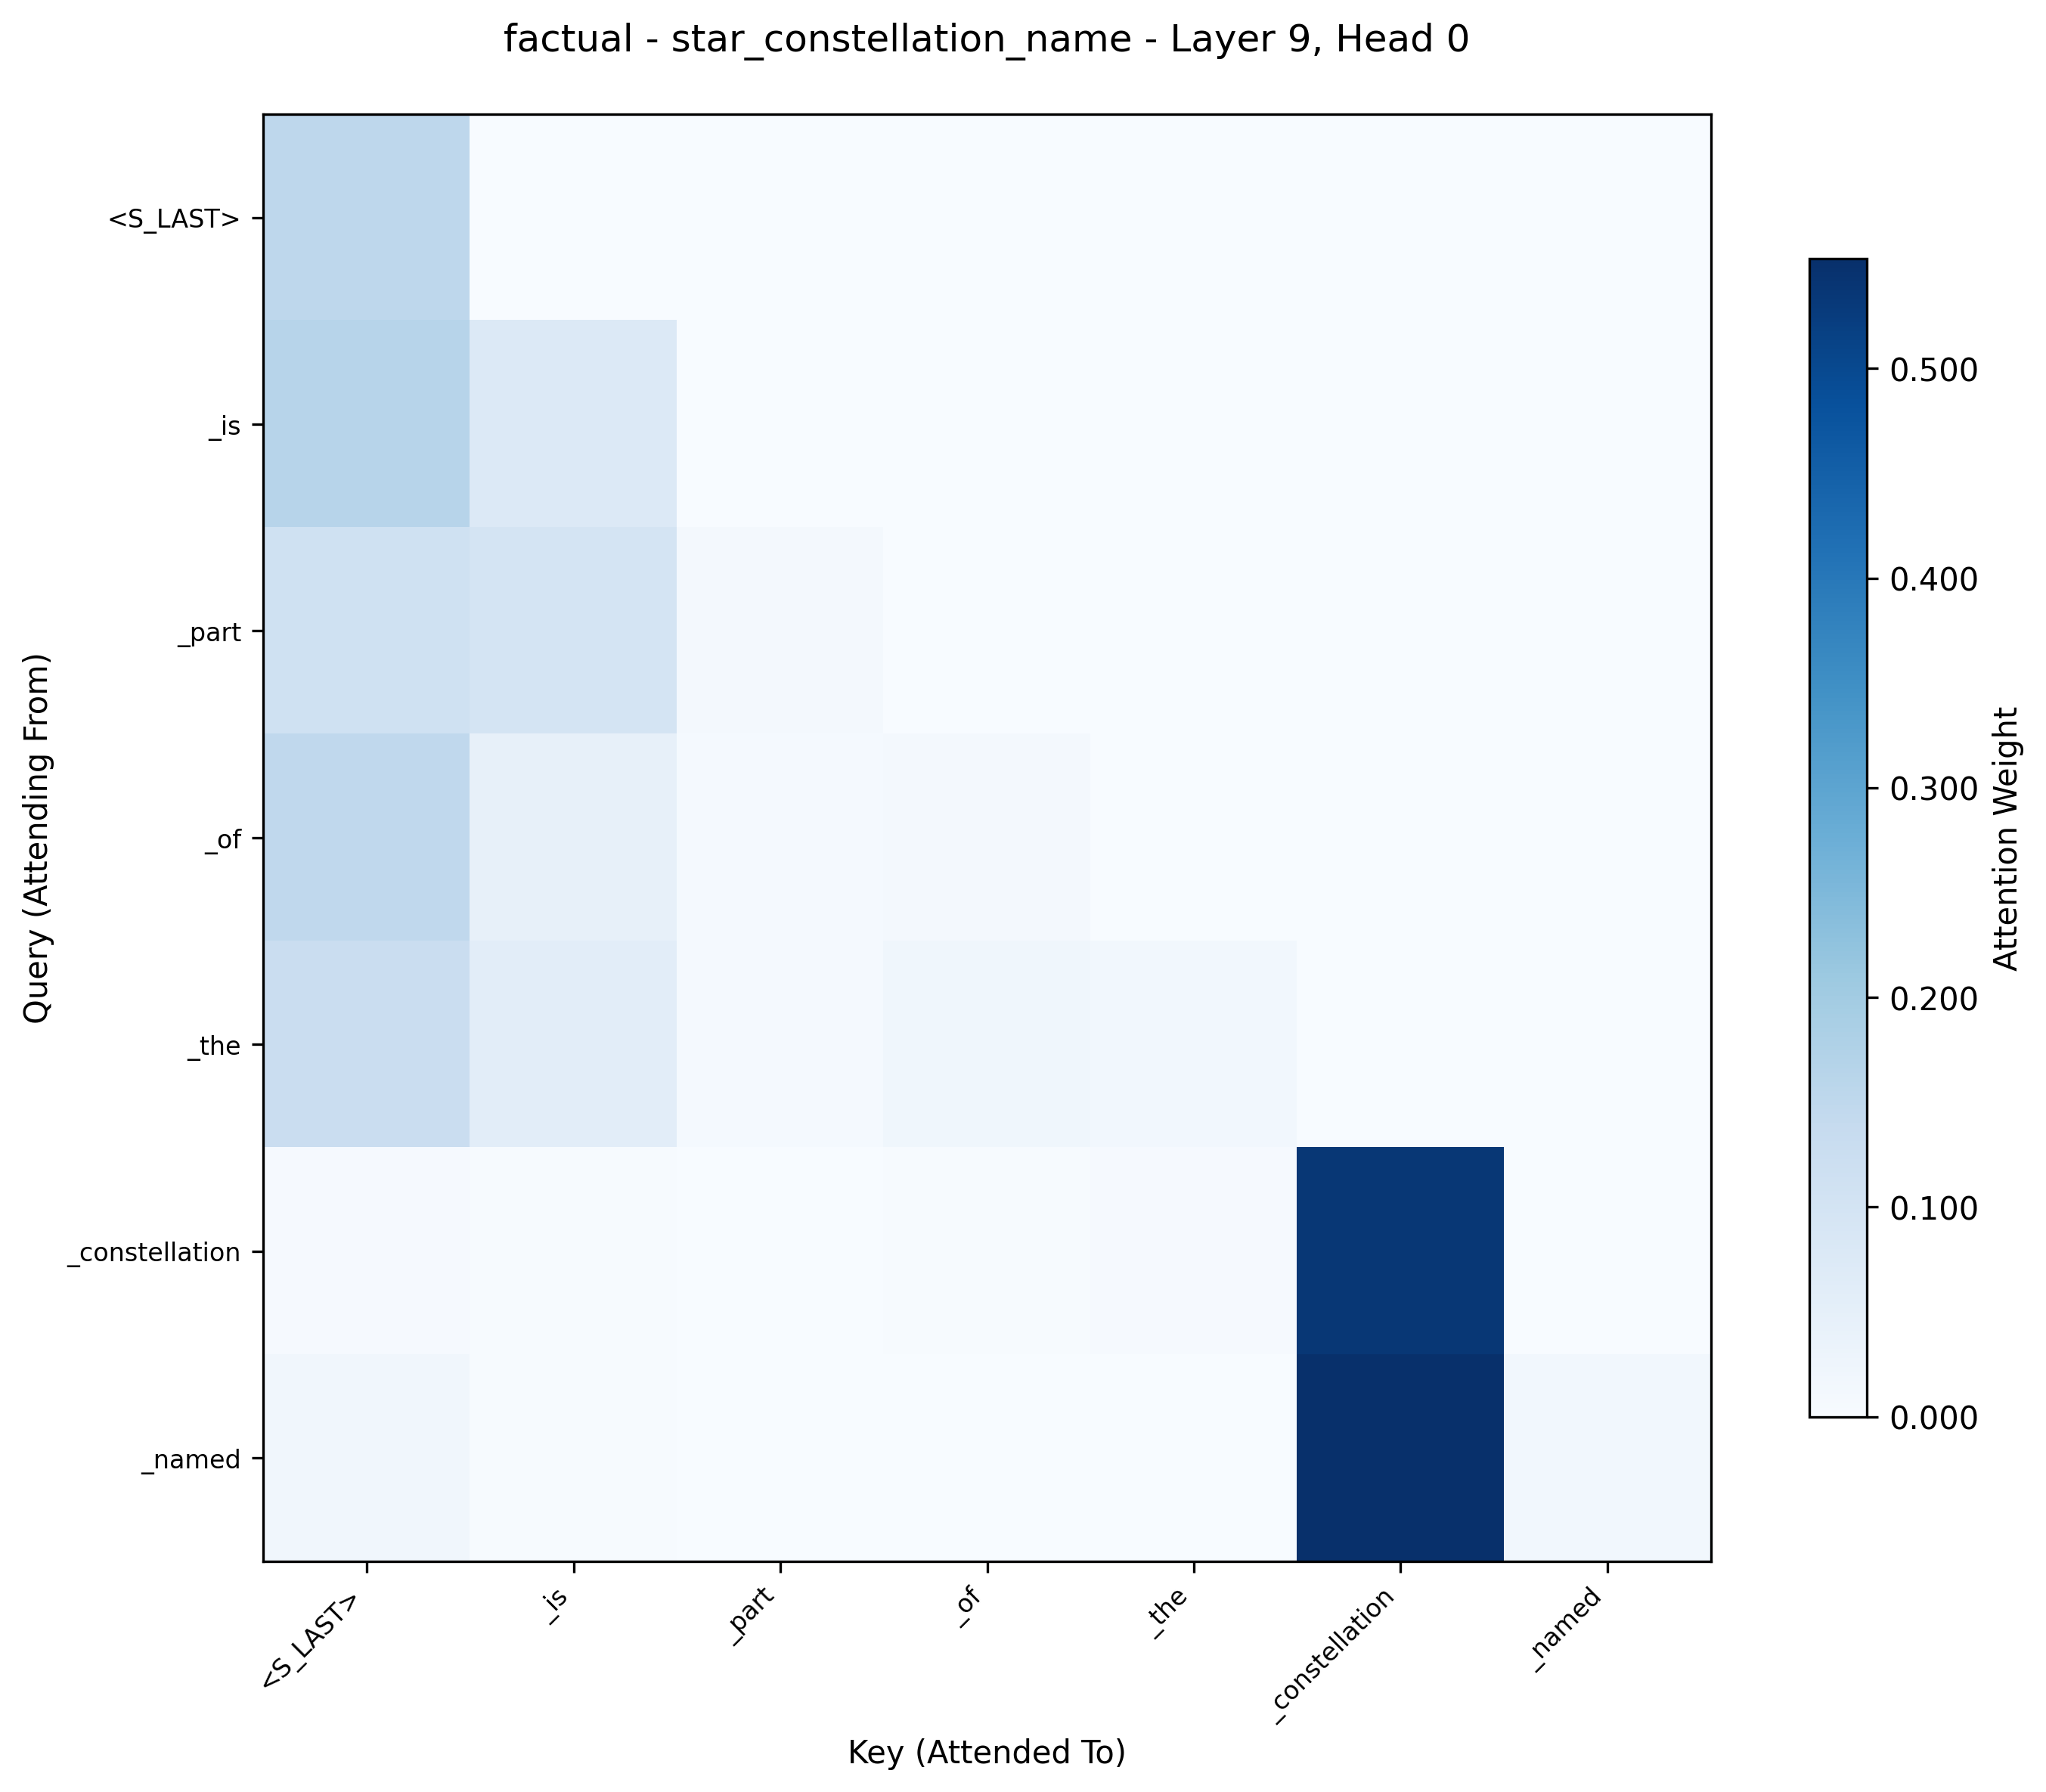 factual - star_constellation_name - Layer 9, Head 0
Query (Attending From)
<S_LAST>
_is
_part
_of
_the
_constellation
_named
<S_LAST>
_is
_part
_of
_the
_constellation
_named
Key (Attended To)
0.500
0.400
0.300
0.200
0.100
0.000
Attention Weight